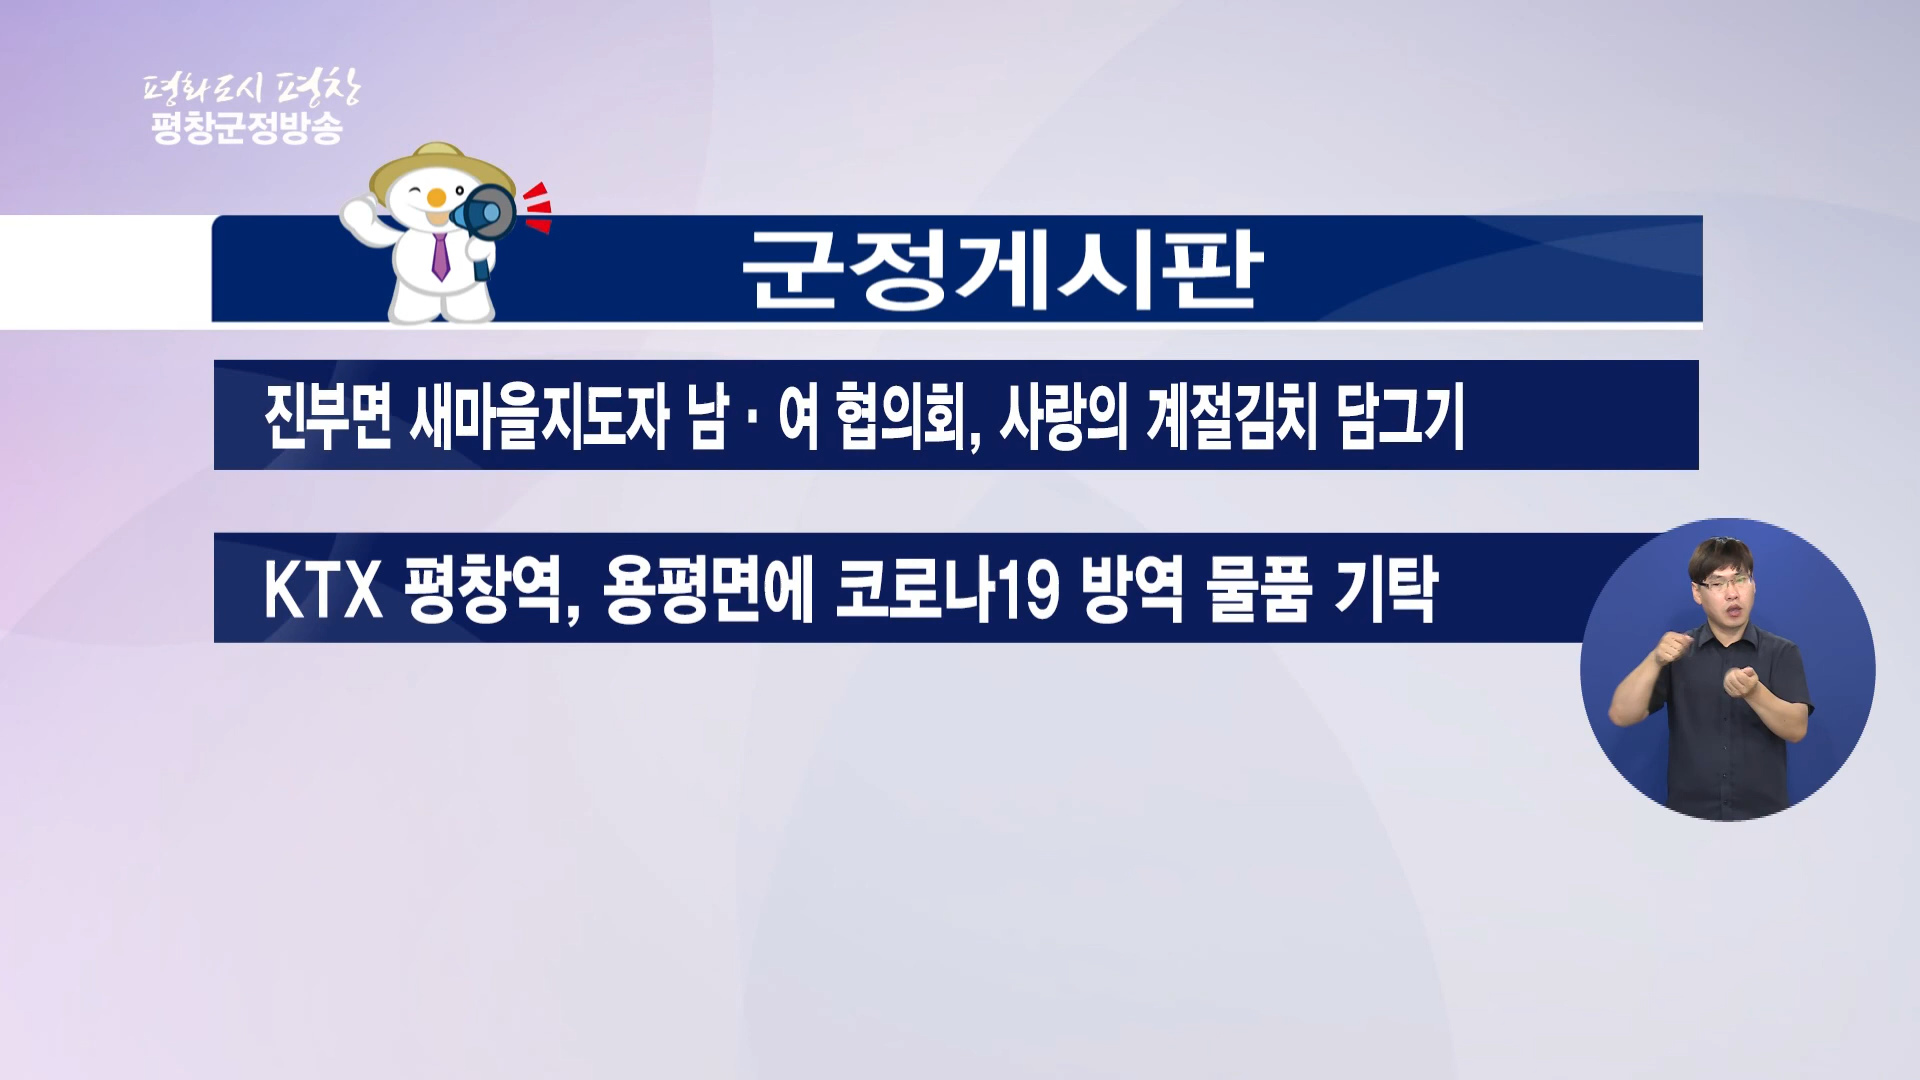 평화도시 평창
평창군정방송
군정게시판
진부면 새마을지도자 남·여 협의회, 사랑의 계절김치 담그기
KTX 평창역, 용평면에 코로나19 방역 물품 기탁